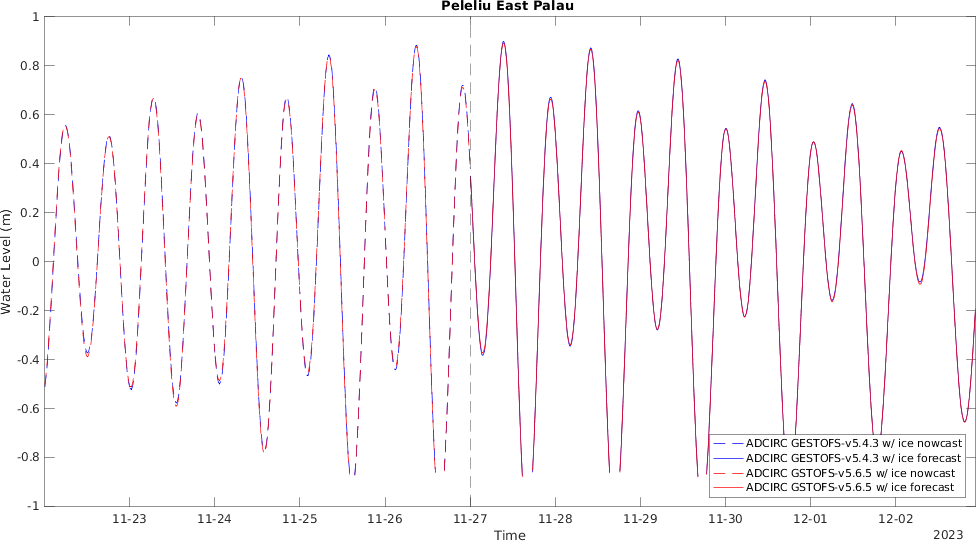 Peleliu East Palau
1
0.8
0.6
0.4
0.2
0
-0.2
-0.4
-0.6
-0.8
-1
Water Level (m)
ADCIRC GESTOFS-v5.4.3 w/ ice nowcast
ADCIRC GESTOFS-v5.4.3 w/ ice forecast
ADCIRC GSTOFS-v5.6.5 w/ ice nowcast
ADCIRC GSTOFS-v5.6.5 w/ ice forecast
11-23 11-24 11-25 11-26 11-27 11-28 11-29 11-30 12-01 12-02
Time
2023